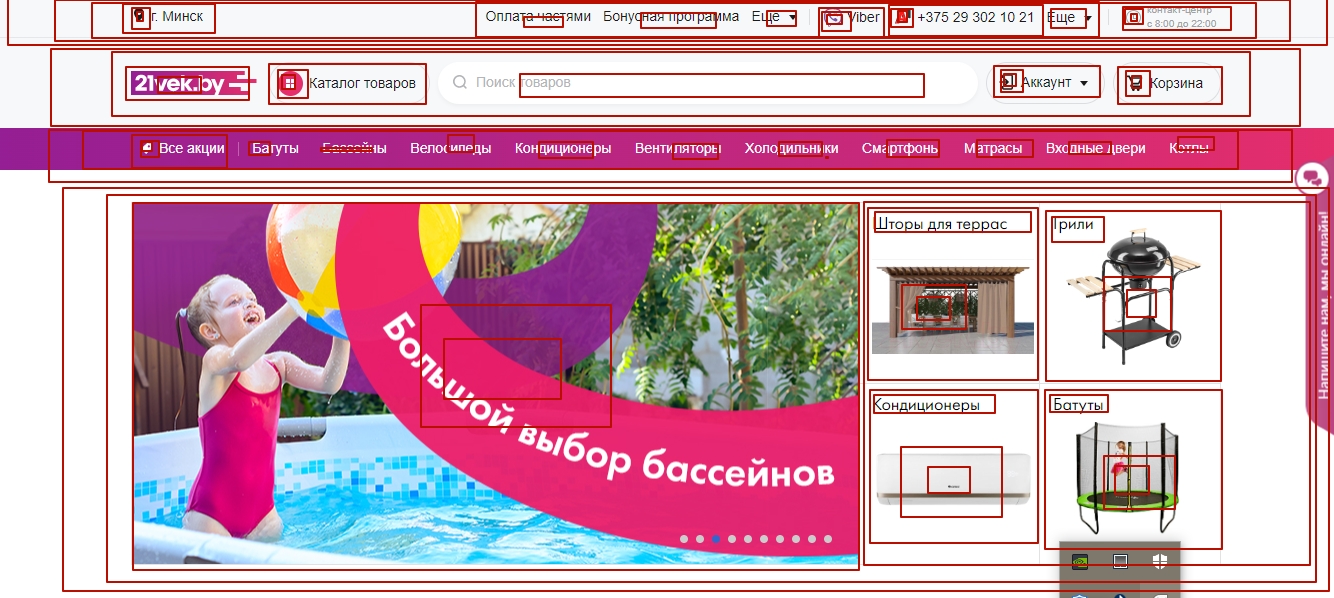 г. Минск
Оплата частями
Бонусная программа
Еще
Viber
+375 29 302 10 21
Еще
контакт-центр
с 8:00 до 22:00
21vek.by
Каталог товаров
Поиск товаров
Аккаунт
Корзина
Все акции
Батуты
Бассейны
Велосипеды
Кондиционеры
Вентиляторы
Холодильники
Смартфоны
Матрасы
Входные двери
Котлы
Большой выбор бассейнов
Шторы для террас
Грили
Кондиционеры
Батуты
Напишите нам, мы онлайн!